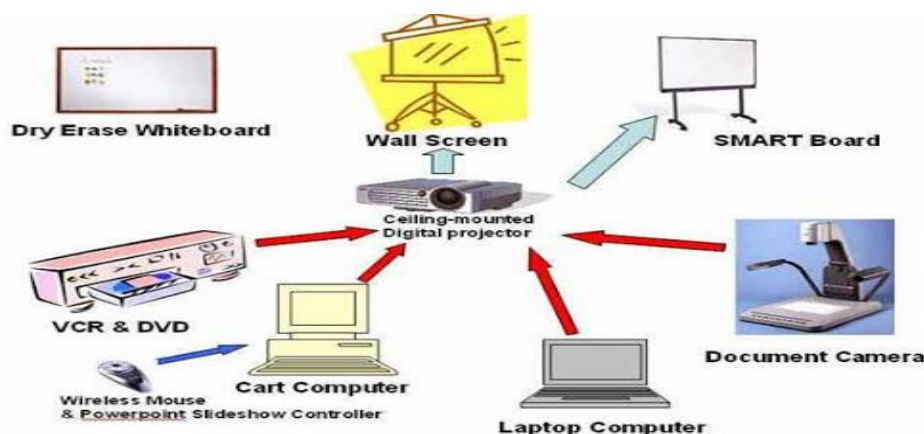 Dry Erase Whiteboard
Wall Screen
SMART Board
Ceiling-mounted
Digital projector
VCR & DVD
Document Camera
Cart Computer
Wireless Mouse
& Powerpoint Slideshow Controller
Laptop Computer